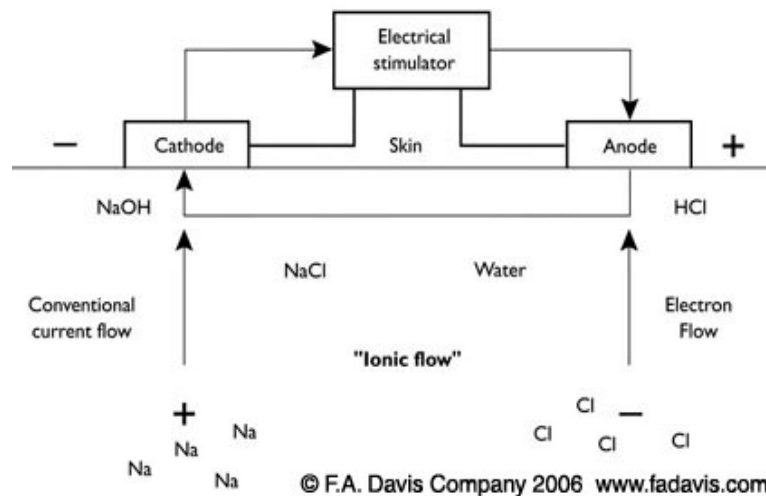 Electrical
stimulator
−
Cathode
Skin
Anode
+
NaOH
HCl
NaCl
Water
Conventional
current flow
Electron
Flow
"Ionic flow"
+
−
Na
Na
Na
Na
Cl
Cl
Cl
Cl
© F.A. Davis Company 2006 www.fadavis.com